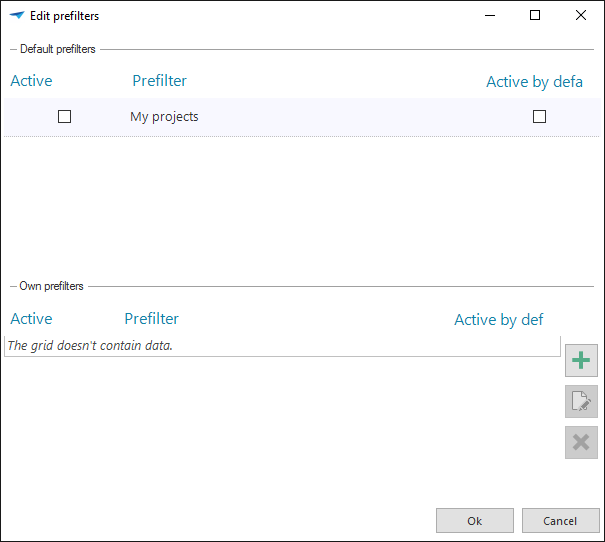 Edit prefilters
Default prefilters
Active Prefilter Active by defa
My projects
Own prefilters
Active Prefilter Active by def
The grid doesn't contain data.
Ok Cancel